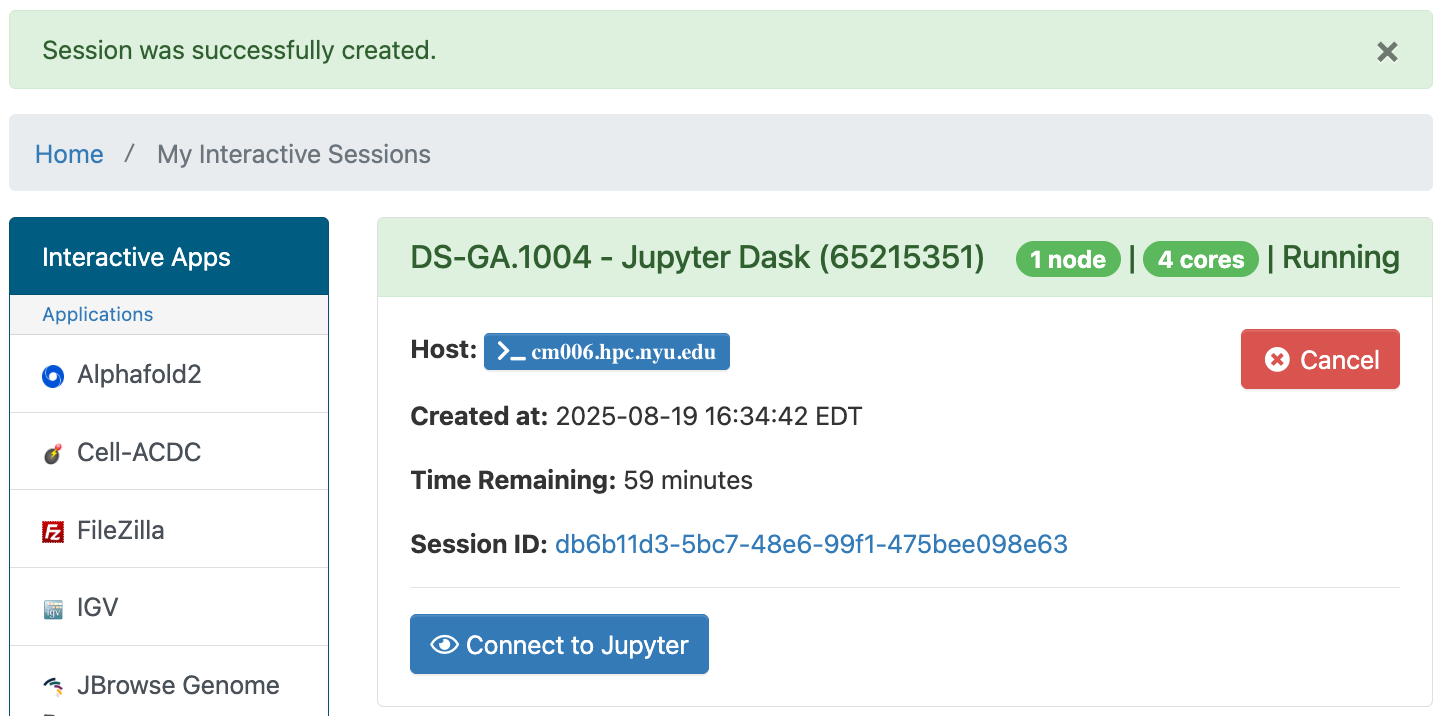 Session was successfully created.
Home / My Interactive Sessions
Interactive Apps
Applications
Alphafold2
Cell-ACDC
FileZilla
IGV
JBrowse Genome
DS-GA.1004 - Jupyter Dask (65215351) 1 node | 4 cores | Running
Host: >_ cm006.hpc.nyu.edu
Cancel
Created at: 2025-08-19 16:34:42 EDT
Time Remaining: 59 minutes
Session ID: db6b11d3-5bc7-48e6-99f1-475bee098e63
Connect to Jupyter